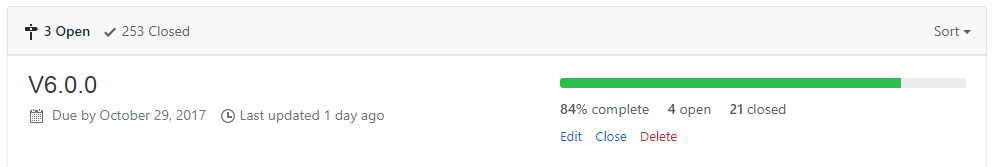 3 Open 253 Closed Sort
V6.0.0
Due by October 29, 2017 Last updated 1 day ago
84% complete 4 open 21 closed
Edit Close Delete